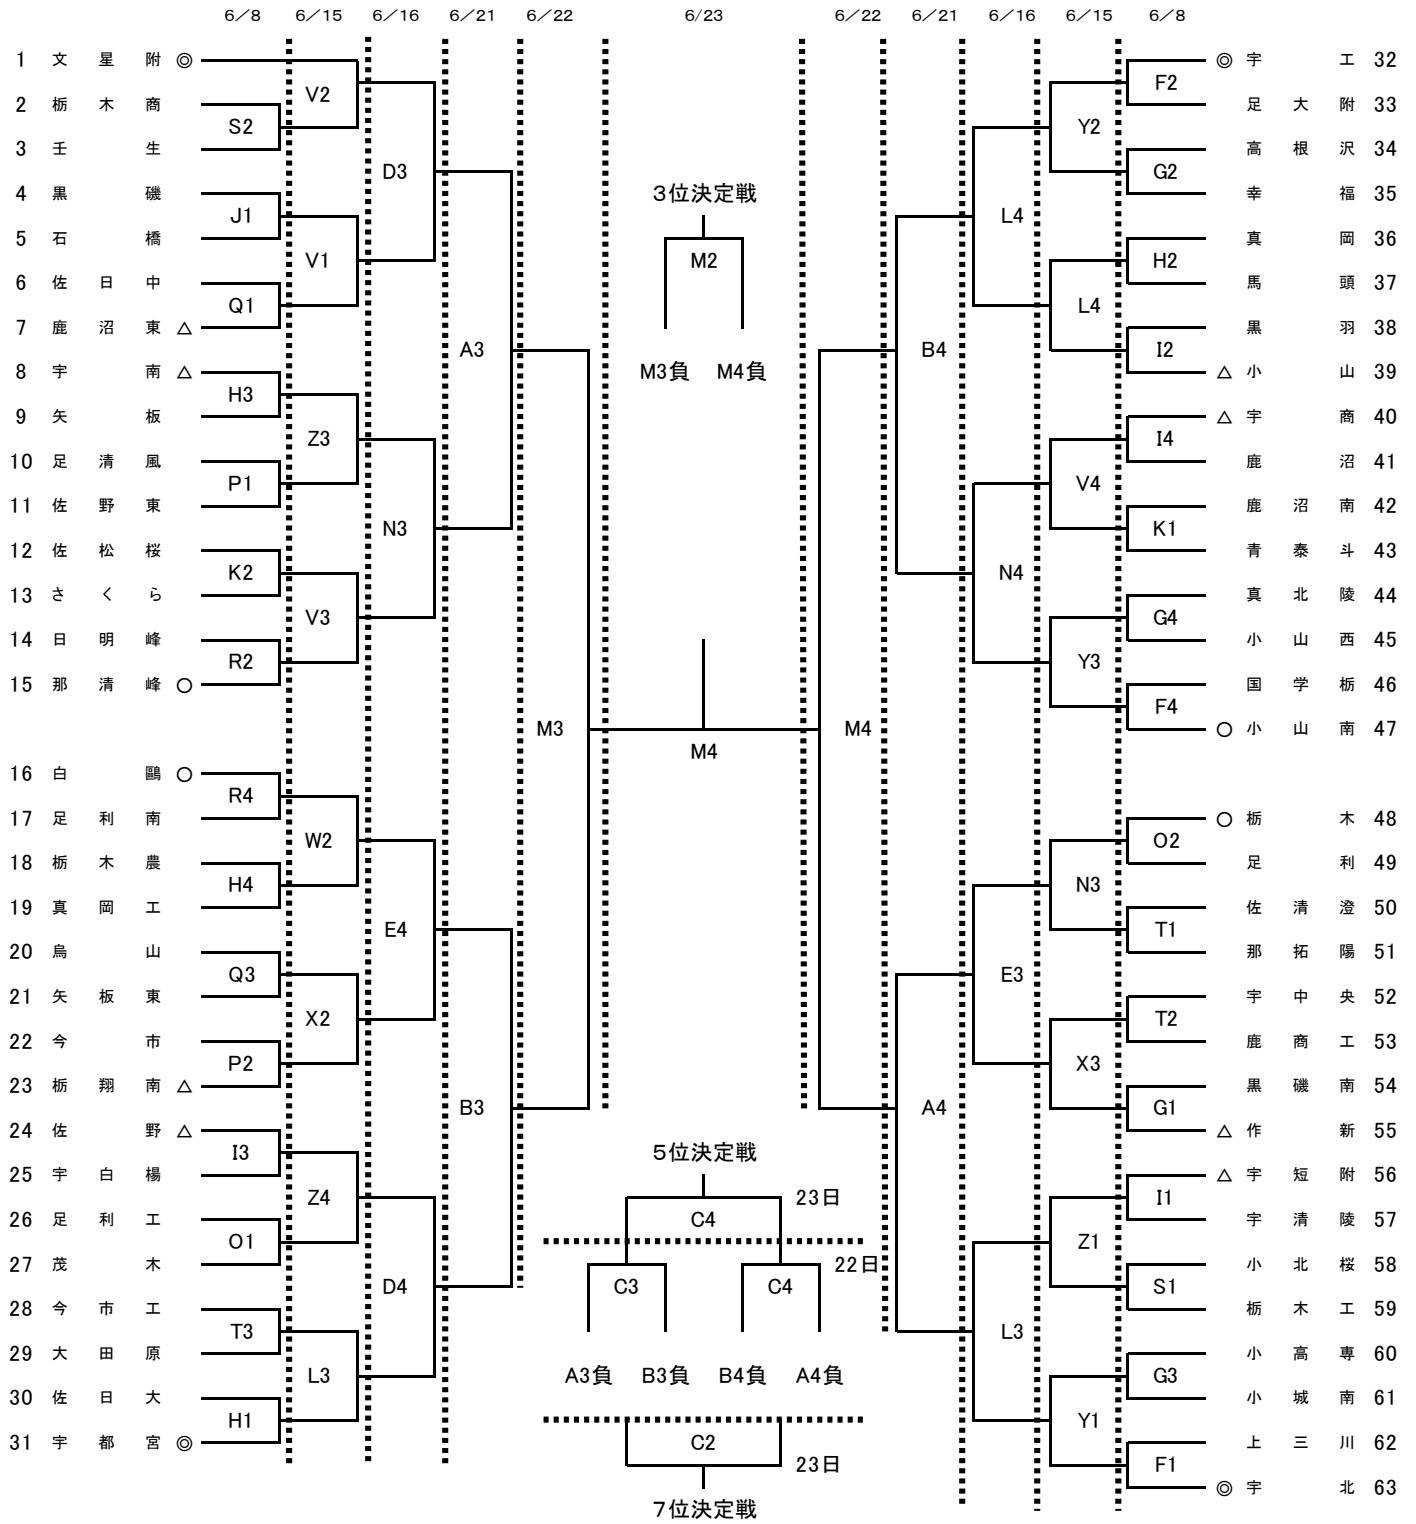 6／8 6／15 6／16 6／21 6／22 6／23 6／22 6／21 6／16 6／15 6／8
1 文星附 ◎
2 栃木商
3 壬生
4 黒磯
5 石橋
6 佐日中
7 鹿沼東 △
8 宇南 △
9 矢板
10 足清風
11 佐野東
12 佐松桜
13 さくら
14 日明峰
15 那清峰 ○
16 白鷗 ○
17 足利南
18 栃木農
19 真岡工
20 烏山
21 矢板東
22 今市
23 栃翔南 △
24 佐野 △
25 宇白楊
26 足利工
27 茂木
28 今市工
29 大田原
30 佐日大
31 宇都宮 ◎
S2
J1
Q1
H3
P1
K2
R2
R4
H4
Q3
P2
I3
O1
T3
H1
V2
V1
Z3
V3
W2
X2
Z4
L3
D3
N3
E4
D4
A3
B3
M3
3位決定戦
M2
M3負 M4負
M4
5位決定戦
23日
C4
22日
C3 C4
A3負 B3負 B4負 A4負
C2
23日
7位決定戦
M4
B4
A4
L4
N4
E3
L3
Y2
L4
V4
Y3
N3
X3
Z1
Y1
F2
G2
H2
I2
I4
K1
G4
F4
O2
T1
T2
G1
I1
S1
G3
F1
◎ 宇工 32
足大附 33
高根沢 34
幸福 35
真岡 36
馬頭 37
黒羽 38
△ 小山 39
△ 宇商 40
鹿沼 41
鹿沼南 42
青泰斗 43
真北陵 44
小山西 45
国学栃 46
○ 小山南 47
○ 栃木 48
足利 49
佐清澄 50
那拓陽 51
宇中央 52
鹿商工 53
黒磯南 54
△ 作新 55
△ 宇短附 56
宇清陵 57
小北桜 58
栃木工 59
小高専 60
小城南 61
上三川 62
◎ 宇北 63